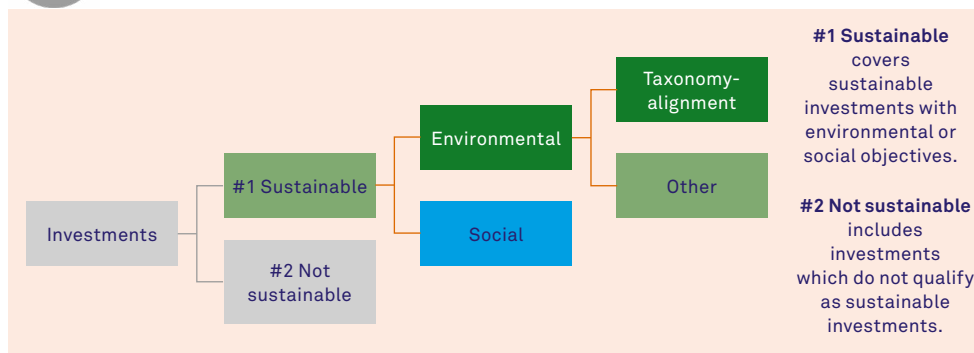 Investments
#1 Sustainable
#2 Not
sustainable
Environmental
Social
Taxonomy-
alignment
Other
#1 Sustainable
covers
sustainable
investments with
environmental or
social objectives.
#2 Not sustainable
includes
investments
which do not qualify
as sustainable
investments.